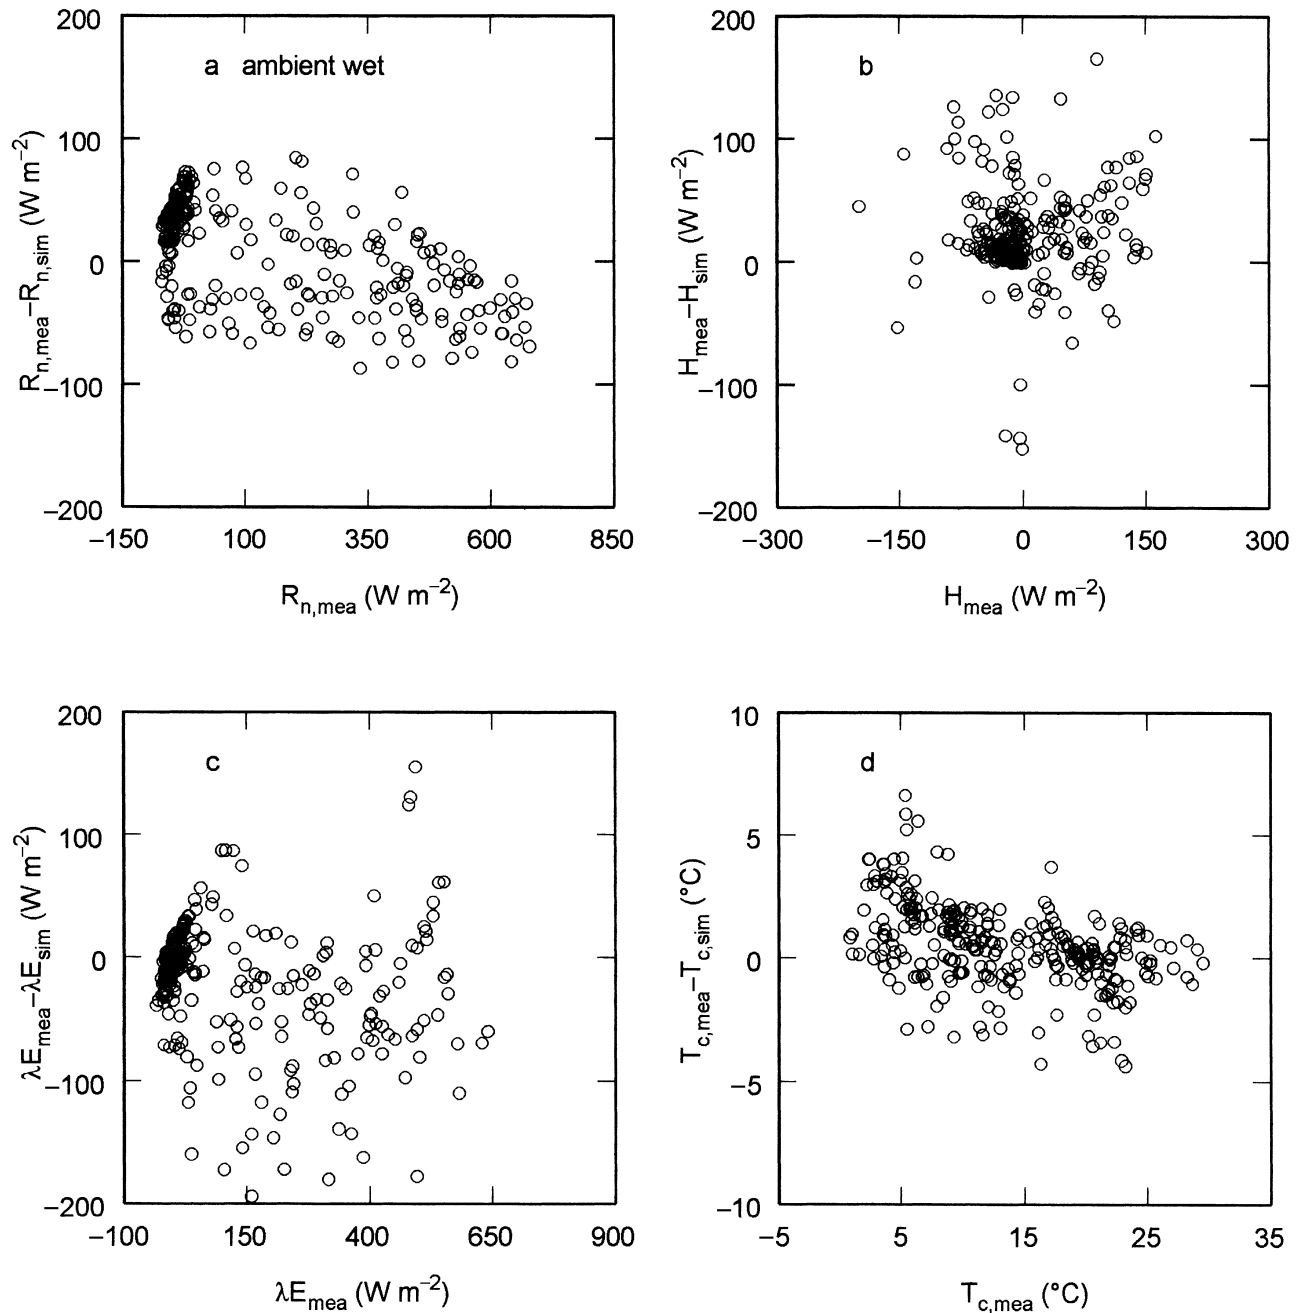 200
100
0
−100
−200
R_n,mea−R_n,sim (W m⁻²)
a ambient wet
−150 100 350 600 850
R_n,mea (W m⁻²)
200
100
0
−100
−200
H_mea−H_sim (W m⁻²)
b
−300 −150 0 150 300
H_mea (W m⁻²)
200
100
0
−100
−200
λE_mea−λE_sim (W m⁻²)
c
−100 150 400 650 900
λE_mea (W m⁻²)
10
5
0
−5
−10
T_c,mea−T_c,sim (°C)
d
−5 5 15 25 35
T_c,mea (°C)